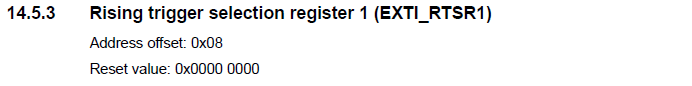 14.5.3 Rising trigger selection register 1 (EXTI_RTSR1)
Address offset: 0x08
Reset value: 0x0000 0000